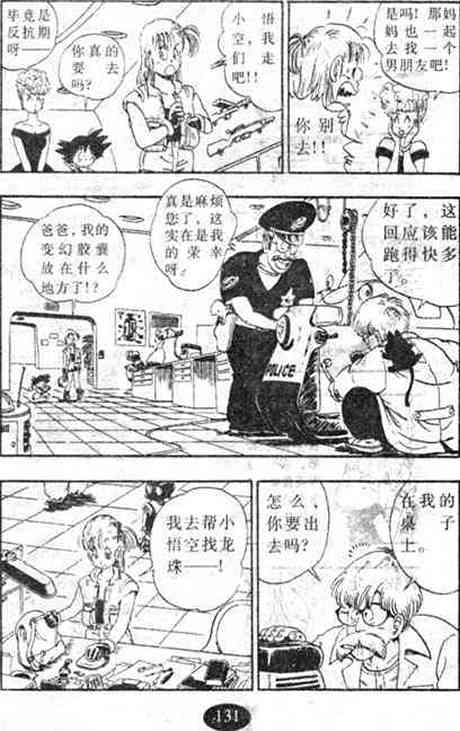 是吗！那妈
妈也一起
去找一个
男朋友吧！
你别
去！！
小悟
空，我
们走
吧！！
你真的
要去
吗？
毕竟是
反抗期
呀——
好了，这
回应该能
跑得快多
了。
真是麻烦
您了，这
实在是我
的荣幸
呀。
POLICE
爸爸，我的
变幻胶囊
放在什么
地方了！？
在我的
桌子
上。
怎么、
你要出
去吗？
我去帮小
悟空找龙
珠——！
131